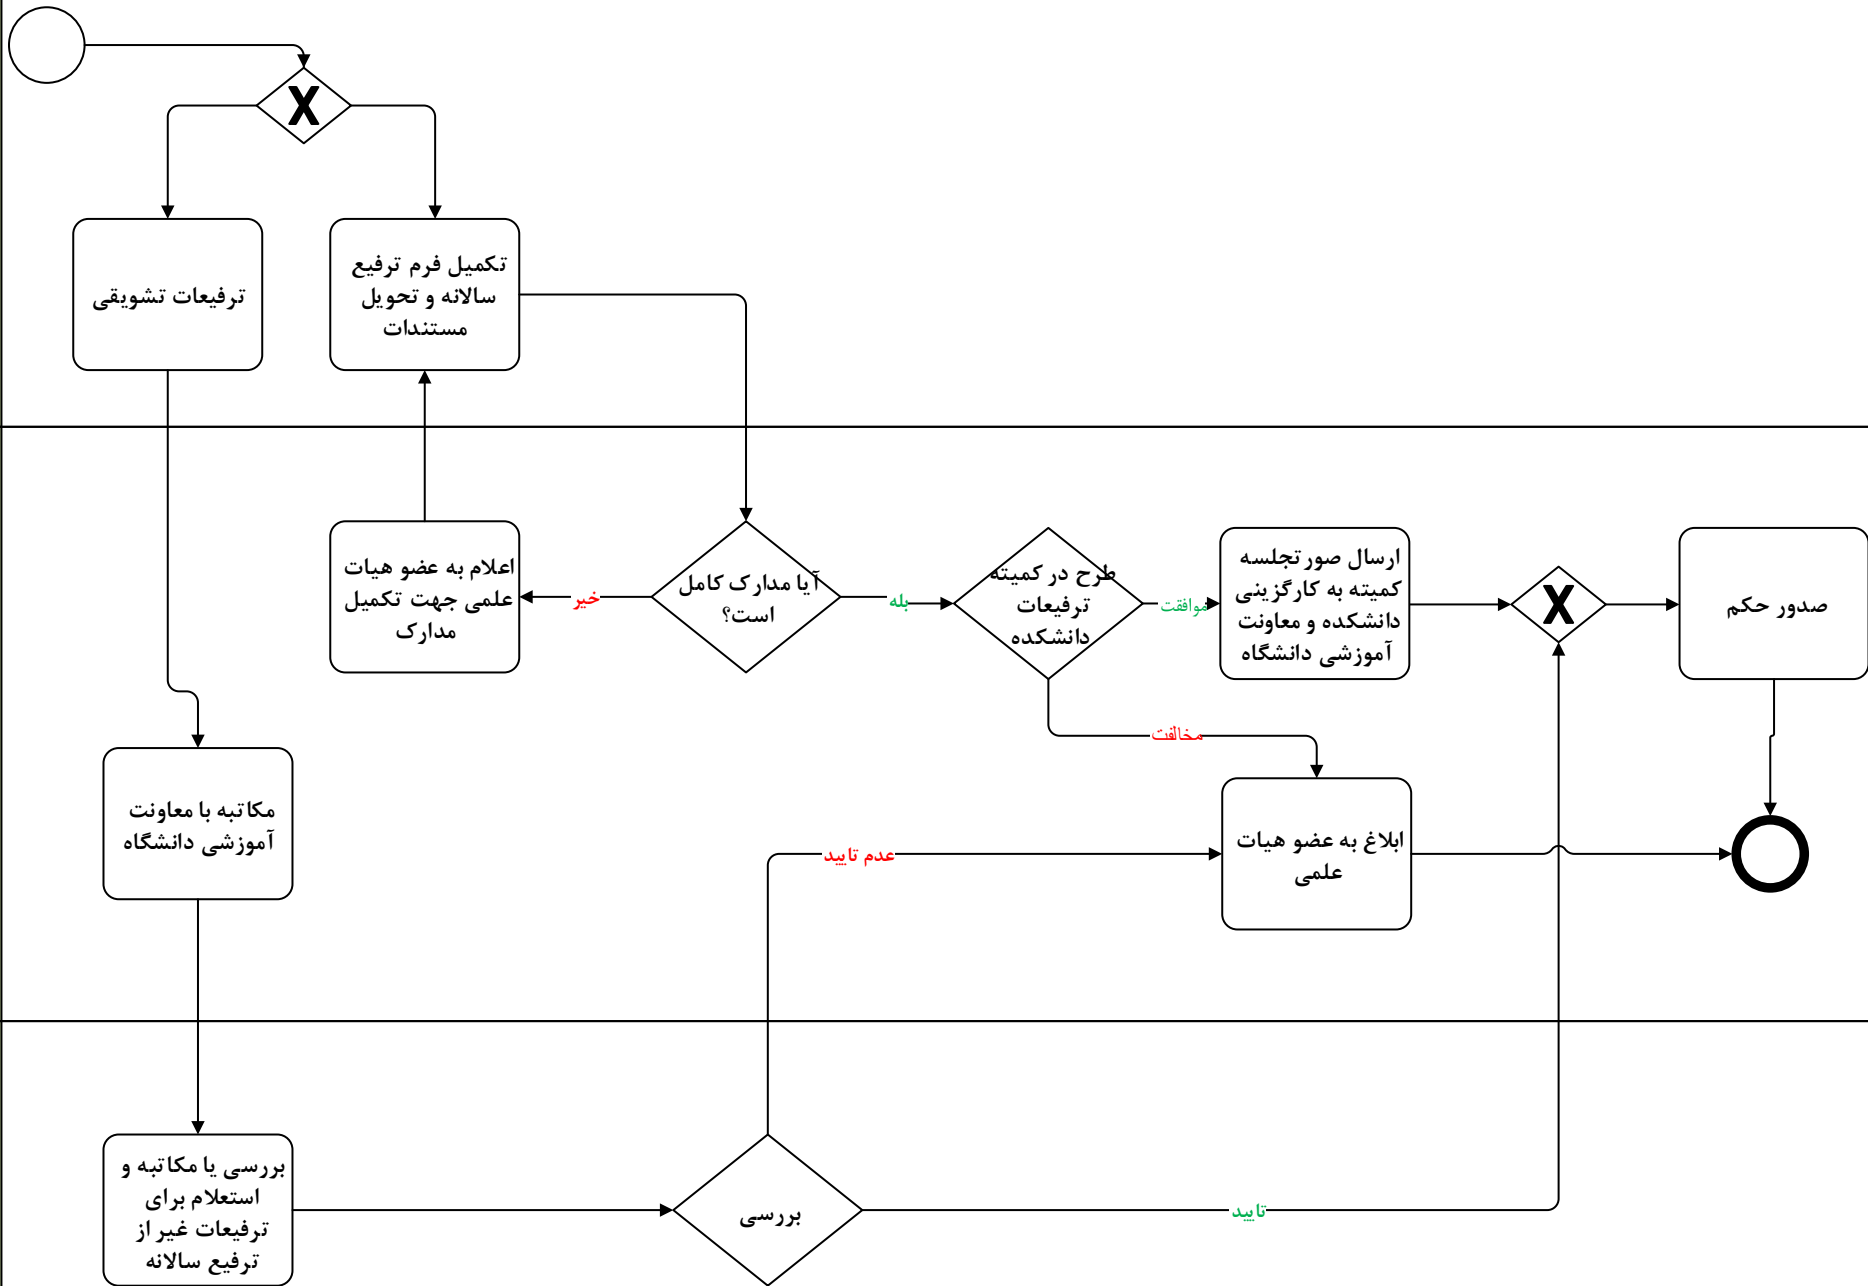 X
ترفیعات تشویقی
تکمیل فرم ترفیع
سالانه و تحویل
مستندات
اعلام به عضو هیات
علمی جهت تکمیل
مدارک
خیر
آیا مدارک کامل
است؟
بله
طرح در کمیته
ترفیعات
دانشکده
موافقت
ارسال صورتجلسه
کمیته به کارگزینی
دانشکده و معاونت
آموزشی دانشگاه
X
صدور حکم
مخالفت
مکاتبه با معاونت
آموزشی دانشگاه
عدم تایید
ابلاغ به عضو هیات
علمی
بررسی یا مکاتبه و
استعلام برای
ترفیعات غیر از
ترفیع سالانه
بررسی
تایید